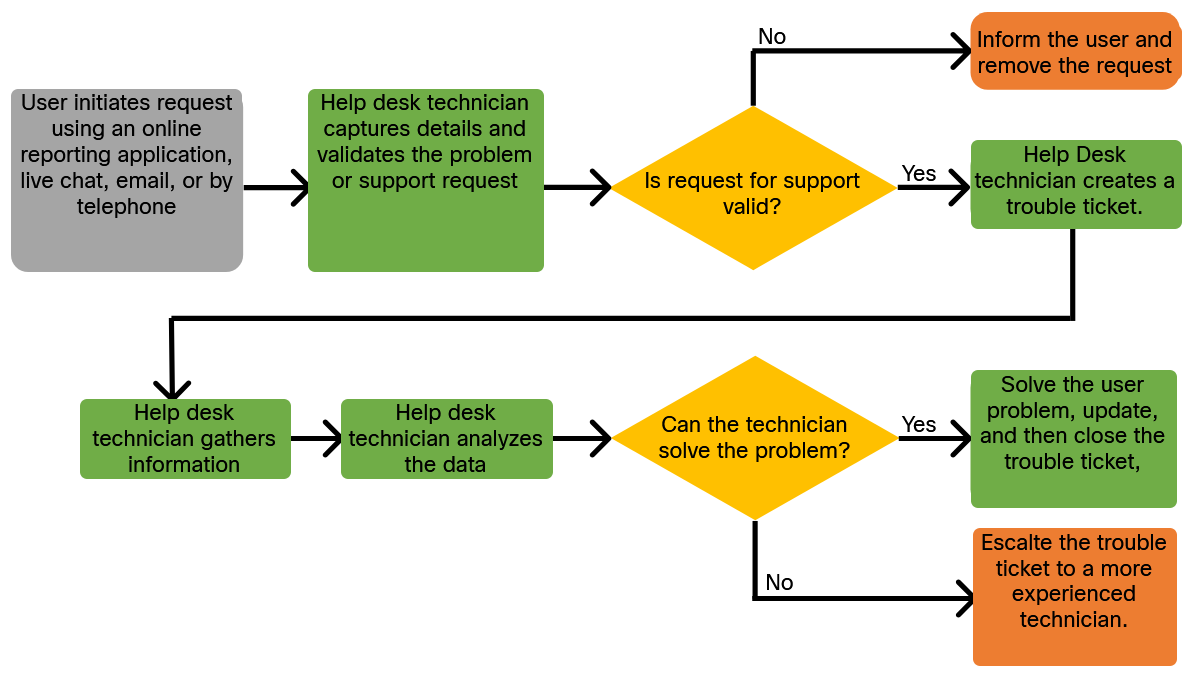 User initiates request
using an online
reporting application,
live chat, email, or by
telephone
Help desk technician
captures details and
validates the problem
or support request
Is request for support
valid?
No
Inform the user and
remove the request
Yes
Help Desk
technician creates a
trouble ticket.
Help desk
technician gathers
information
Help desk
technician analyzes
the data
Can the technician
solve the problem?
Yes
Solve the user
problem, update,
and then close the
trouble ticket,
No
Escalte the trouble
ticket to a more
experienced
technician.